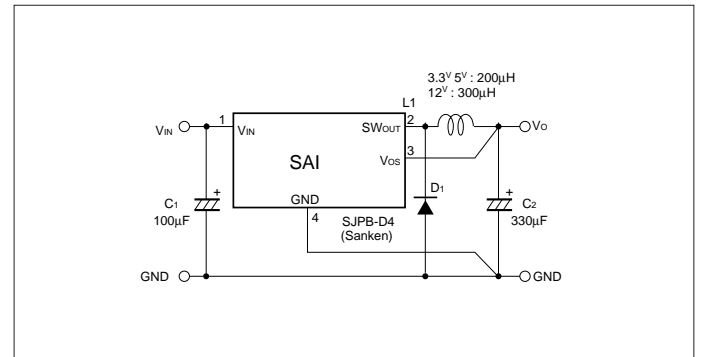 3.3V 5V : 200µH
12V : 300µH
L1
VIN
1
VIN
SWOUT
2
VO
SAI
VOS
3
C1
100µF
+
GND
4
SJPB-D4
(Sanken)
D1
+
C2
330µF
GND
GND